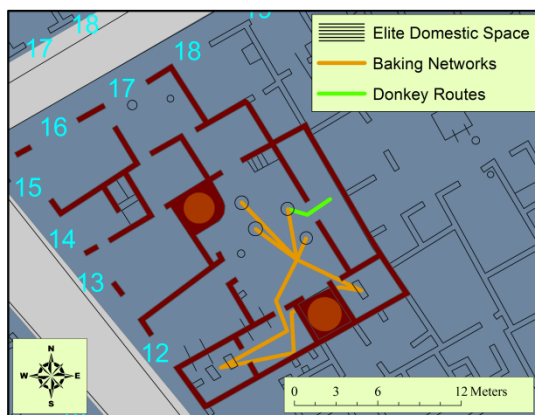 19
18
17
18
17
16
15
14
13
12
Elite Domestic Space
Baking Networks
Donkey Routes
N
W E
S
0 3 6 12 Meters